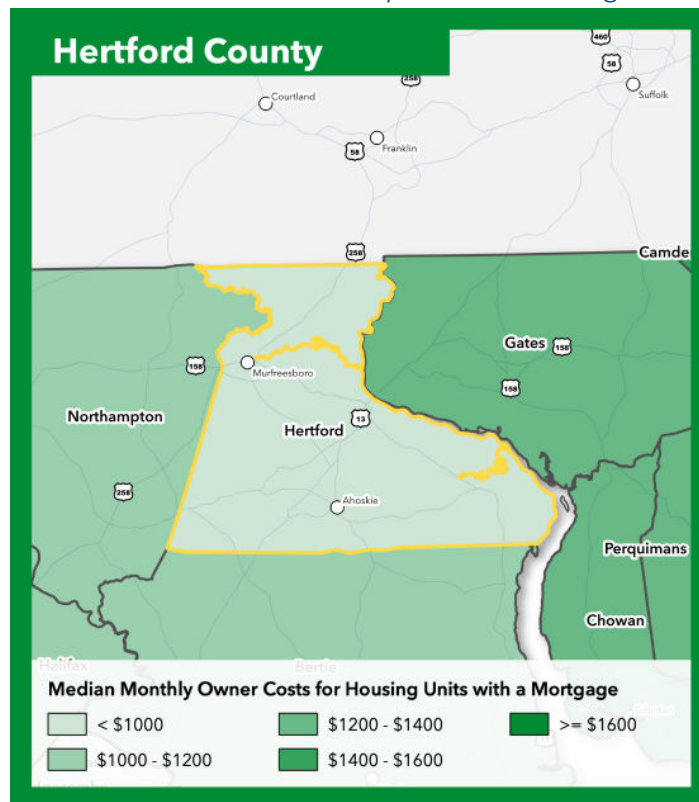 Hertford County
460
58
258
Courtland
Suffolk
Franklin
58
258
Camde
Gates
158
158
Murfreesboro
158
Northampton
13
Hertford
258
Ahoskie
Perquimans
Chowan
Halifax
Bertie
Median Monthly Owner Costs for Housing Units with a Mortgage
< $1000
$1200 - $1400
>= $1600
$1000 - $1200
$1400 - $1600